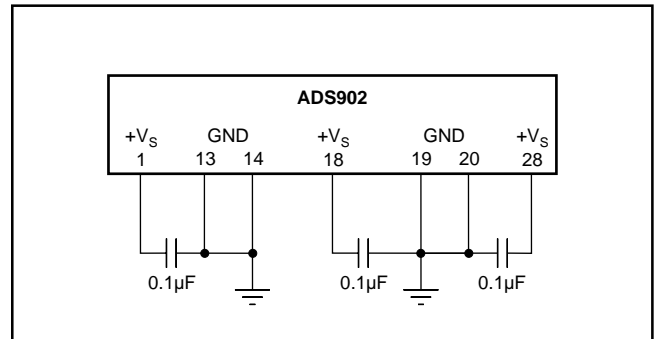 ADS902
+VS GND +VS GND +VS
1 13 14 18 19 20 28
0.1µF 0.1µF 0.1µF